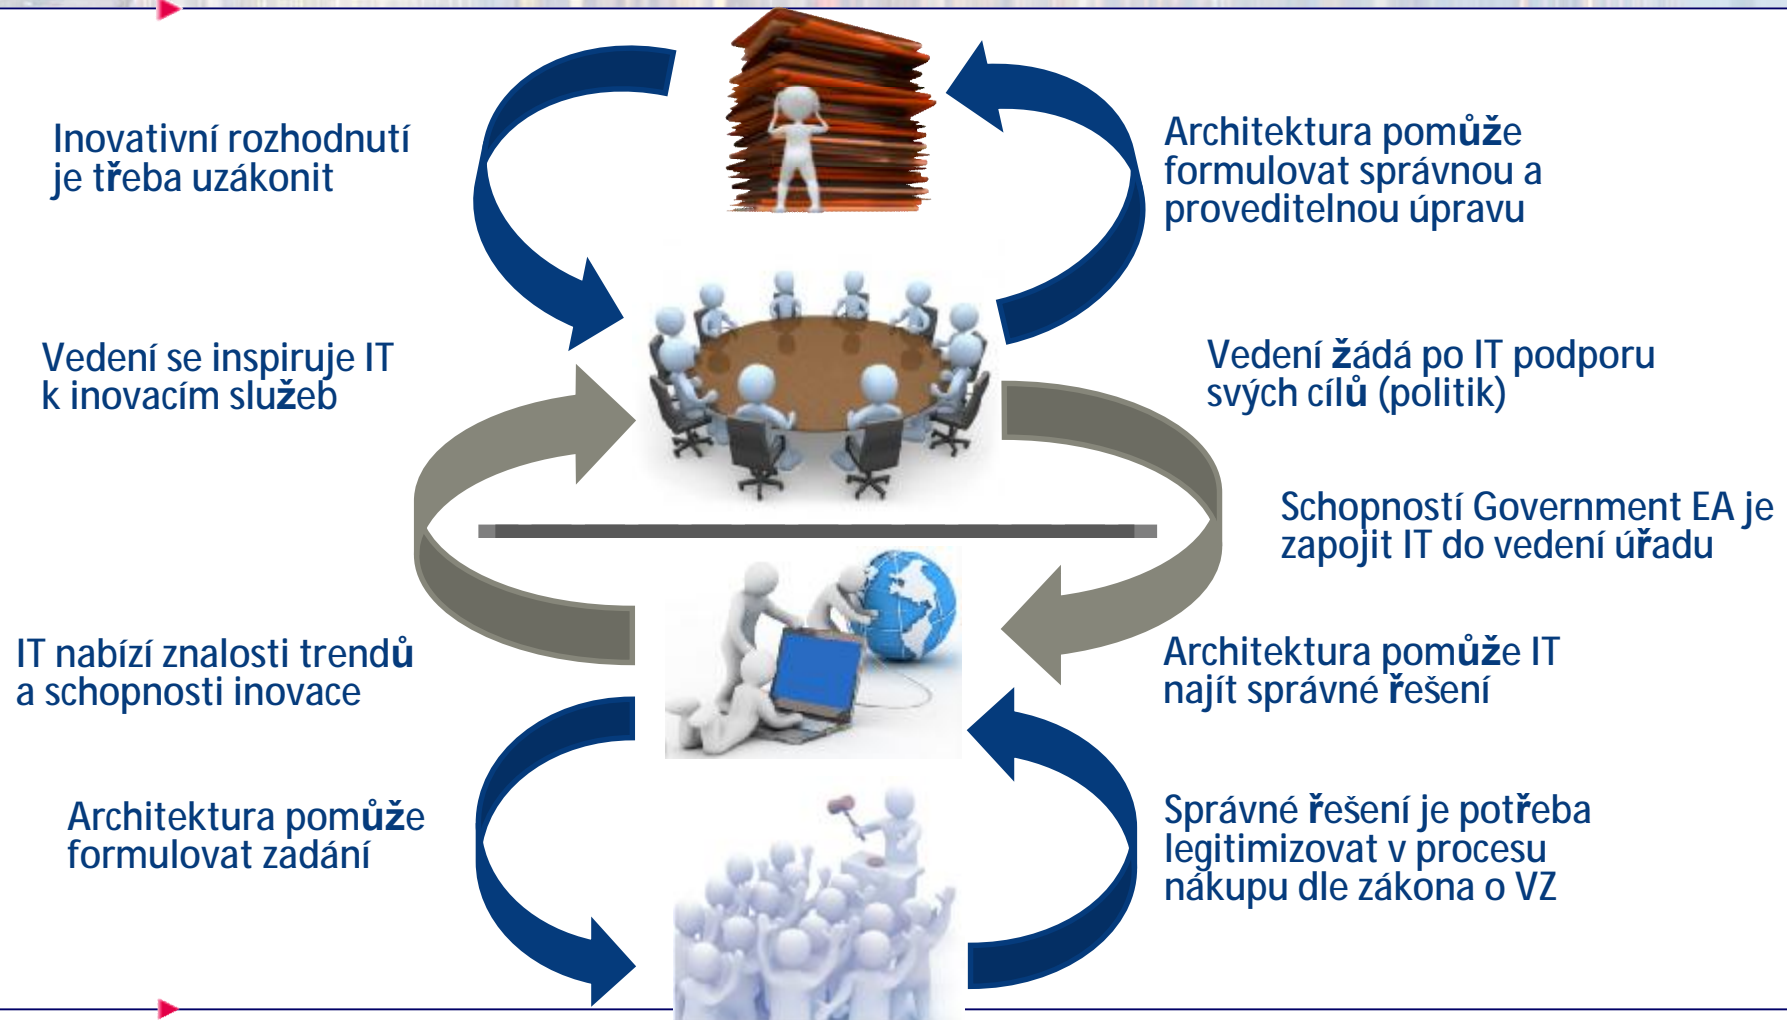 Inovativní rozhodnutí
je třeba uzákonit
Architektura pomůže
formulovat správnou a
proveditelnou úpravu
Vedení se inspiruje IT
k inovacím služeb
Vedení žádá po IT podporu
svých cílů (politik)
Schopností Government EA je
zapojit IT do vedení úřadu
IT nabízí znalosti trendů
a schopnosti inovace
Architektura pomůže IT
najít správné řešení
Architektura pomůže
formulovat zadání
Správné řešení je potřeba
legitimizovat v procesu
nákupu dle zákona o VZ